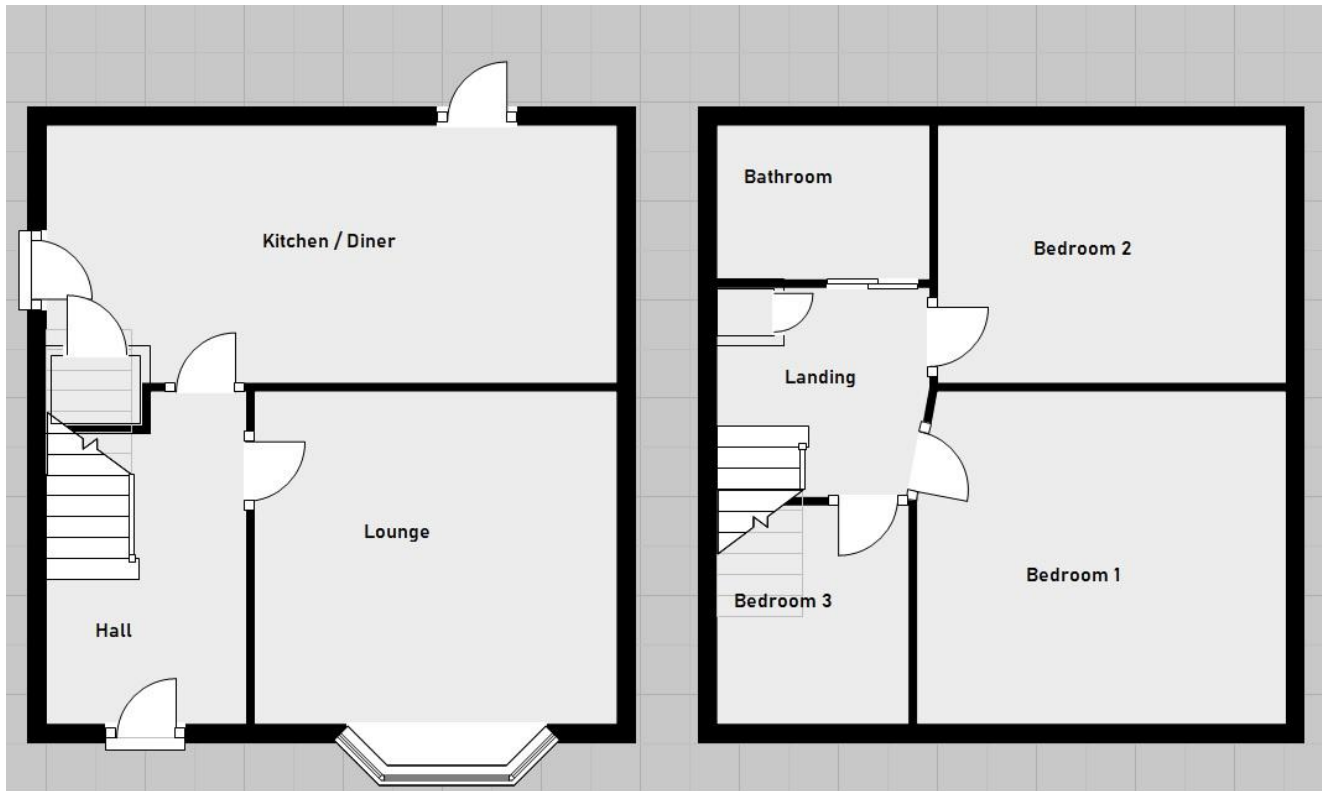 Kitchen / Diner
Lounge
Hall
Bathroom
Bedroom 2
Landing
Bedroom 1
Bedroom 3